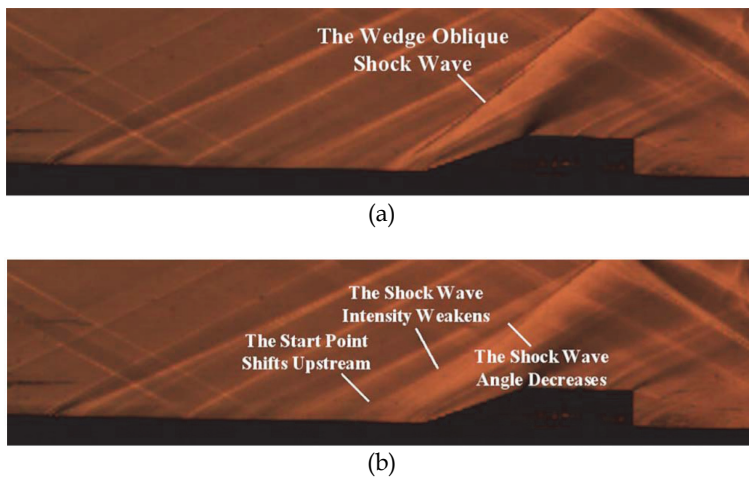 The Wedge Oblique
Shock Wave
(a)
The Shock Wave
Intensity Weakens
The Start Point
Shifts Upstream
The Shock Wave
Angle Decreases
(b)